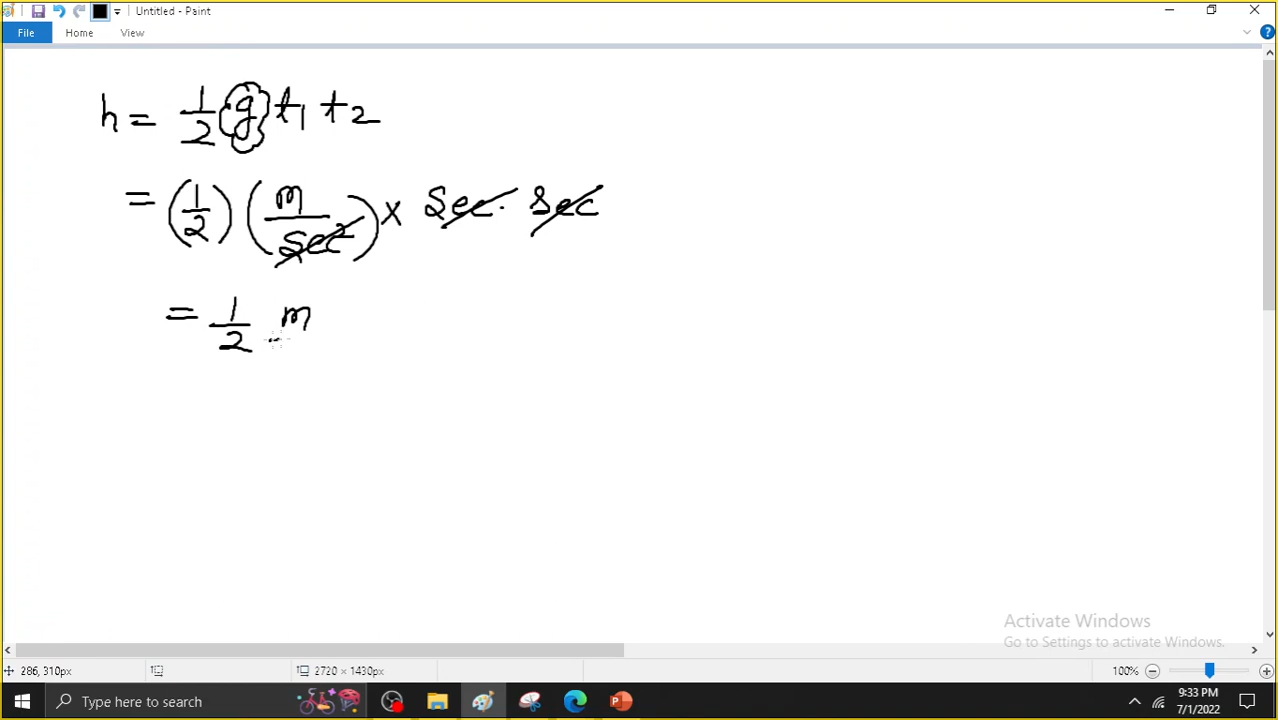 Untitled - Paint
File Home View
h = 1/2 g t₁ t₂
= (1/2) (m/sec²) × sec. sec
= 1/2 m
Activate Windows
Go to Settings to activate Windows.
286, 310px
2720 × 1430px
100%
Type here to search
9:33 PM
7/1/2022